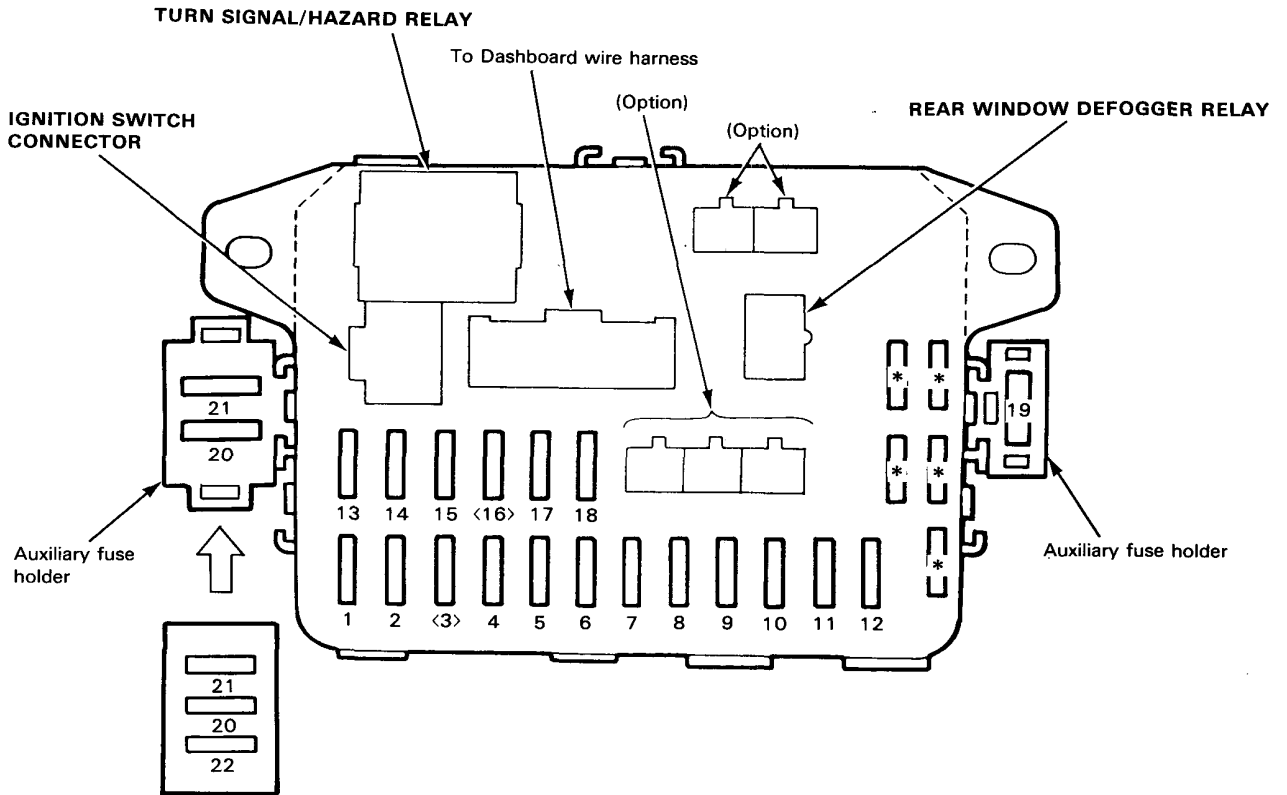 TURN SIGNAL/HAZARD RELAY
To Dashboard wire harness
(Option)
(Option)
REAR WINDOW DEFOGGER RELAY
IGNITION SWITCH
CONNECTOR
21
20
* *
19
* *
13 14 15 <16> 17 18
Auxiliary fuse
holder
Auxiliary fuse holder
*
1 2 <3> 4 5 6 7 8 9 10 11 12
21
20
22